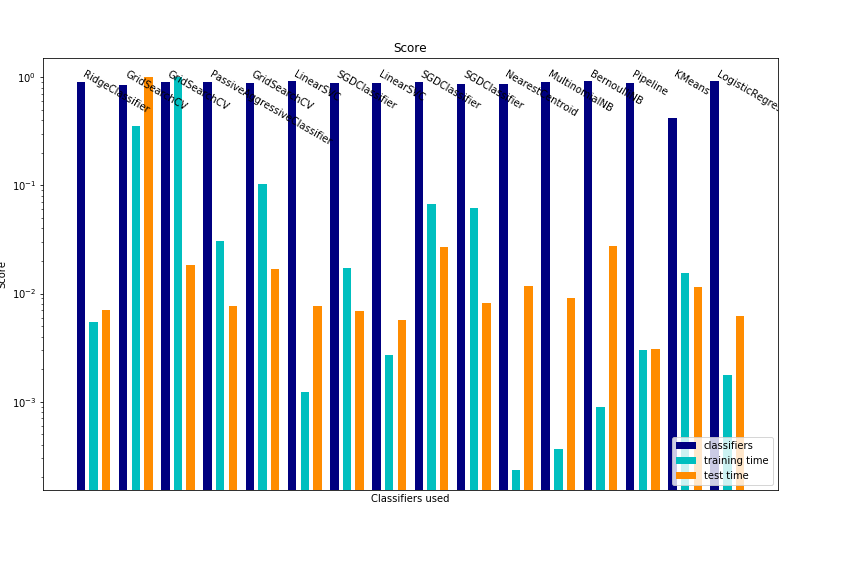 Score
10⁰
10⁻¹
10⁻²
10⁻³
Score
RidgeClassifier
GridSearchCV
GridSearchCV
PassiveAggressiveClassifier
GridSearchCV
LinearSVC
SGDClassifier
LinearSVC
SGDClassifier
SGDClassifier
NearestCentroid
MultinomialNB
BernoulliNB
Pipeline
KMeans
LogisticRegres
classifiers
training time
test time
Classifiers used